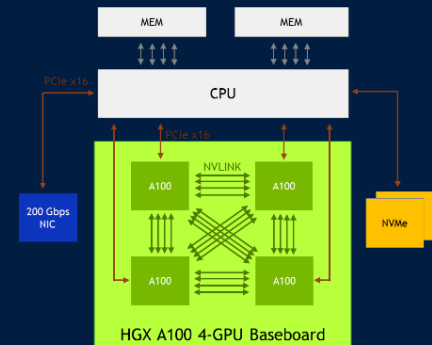 MEM
MEM
PCIe x16
CPU
PCIe x16
NVLINK
A100
A100
200 Gbps
NIC
NVMe
A100
A100
HGX A100 4-GPU Baseboard